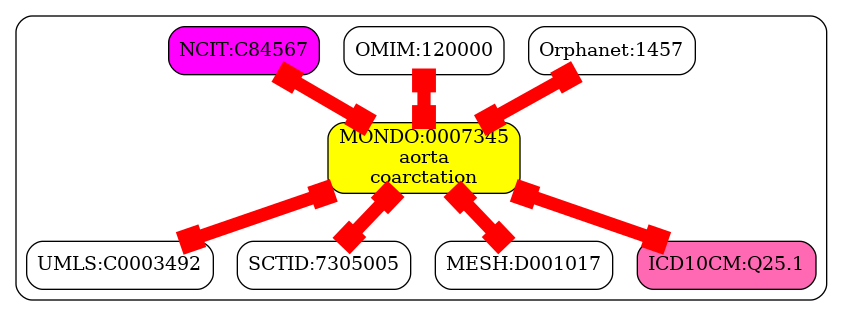 NCIT:C84567
OMIM:120000
Orphanet:1457
MONDO:0007345
aorta
coarctation
UMLS:C0003492
SCTID:7305005
MESH:D001017
ICD10CM:Q25.1